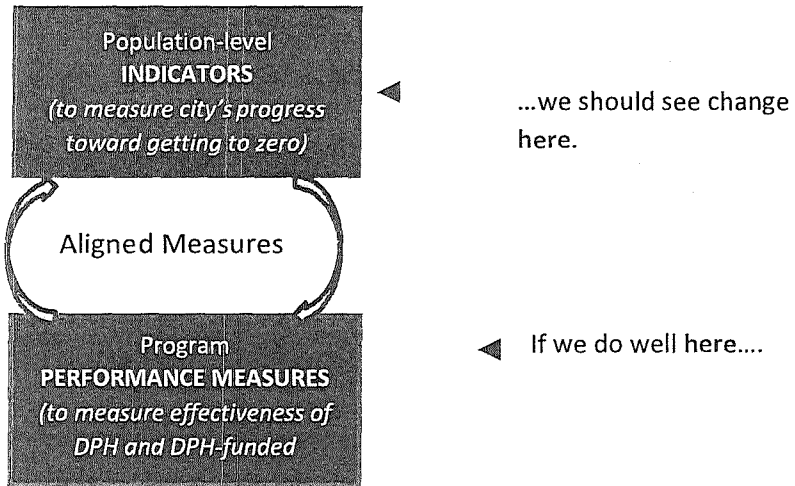 Population-level
INDICATORS
(to measure city's progress
toward getting to zero)
...we should see change
here.
Aligned Measures
Program
PERFORMANCE MEASURES
(to measure effectiveness of
DPH and DPH-funded
If we do well here....